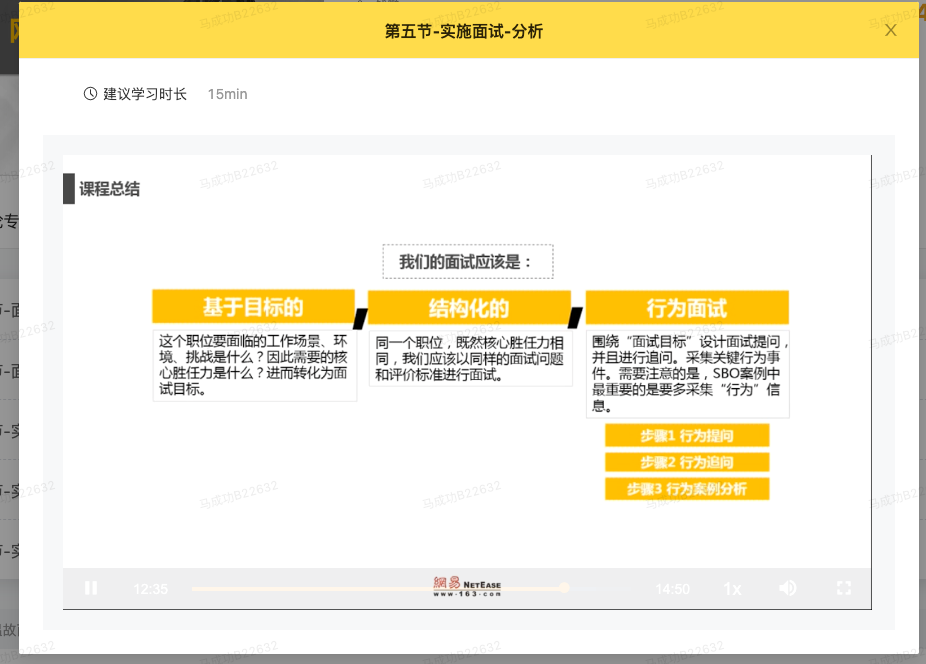 第五节-实施面试-分析
X
建议学习时长 15min
课程总结
我们的面试应该是：
基于目标的
这个职位要面临的工作场景、环
境、挑战是什么？因此需要的核
心胜任力是什么？进而转化为面
试目标。
结构化的
同一个职位，既然核心胜任力相
同，我们应该以同样的面试问题
和评价标准进行面试。
行为面试
围绕“面试目标”设计面试提问，
并且进行追问。采集关键行为事
件。需要注意的是，SBO案例中
最重要的是要多采集“行为”信
息。
步骤1 行为提问
步骤2 行为追问
步骤3 行为案例分析
12:35
網易 NETEASE
www.163.com
14:50
1x
马成功B22632